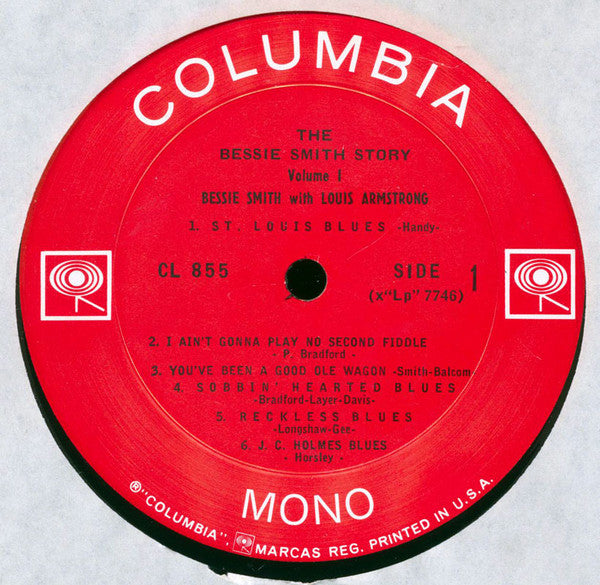 COLUMBIA
THE
BESSIE SMITH STORY
Volume 1
BESSIE SMITH with LOUIS ARMSTRONG
1. ST. LOUIS BLUES -Handy-
CL 855
SIDE 1
(x"Lp" 7746)
2. I AIN'T GONNA PLAY NO SECOND FIDDLE
- P. Bradford -
3. YOU'VE BEEN A GOOD OLE WAGON -Smith-Balcom
4. SOBBIN' HEARTED BLUES
-Bradford-Layer-Davis-
5. RECKLESS BLUES
-Longshaw-Gee-
6. J. C. HOLMES BLUES
- Horsley -
MONO
®"COLUMBIA", MARCAS REG. PRINTED IN U.S.A.